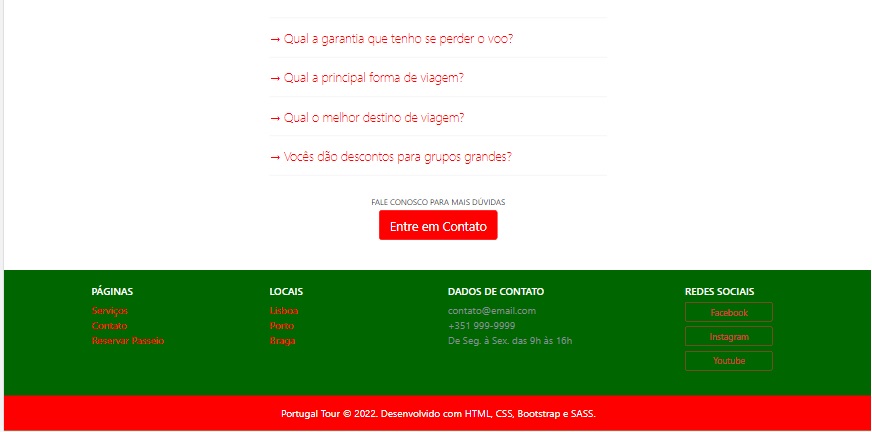 → Qual a garantia que tenho se perder o voo?
→ Qual a principal forma de viagem?
→ Qual o melhor destino de viagem?
→ Vocês dão descontos para grupos grandes?
FALE CONOSCO PARA MAIS DÚVIDAS
Entre em Contato
PÁGINAS
Serviços
Contato
Reservar Passeio
LOCAIS
Lisboa
Porto
Braga
DADOS DE CONTATO
contato@email.com
+351 999-9999
De Seg. à Sex. das 9h às 16h
REDES SOCIAIS
Facebook
Instagram
Youtube
Portugal Tour © 2022. Desenvolvido com HTML, CSS, Bootstrap e SASS.